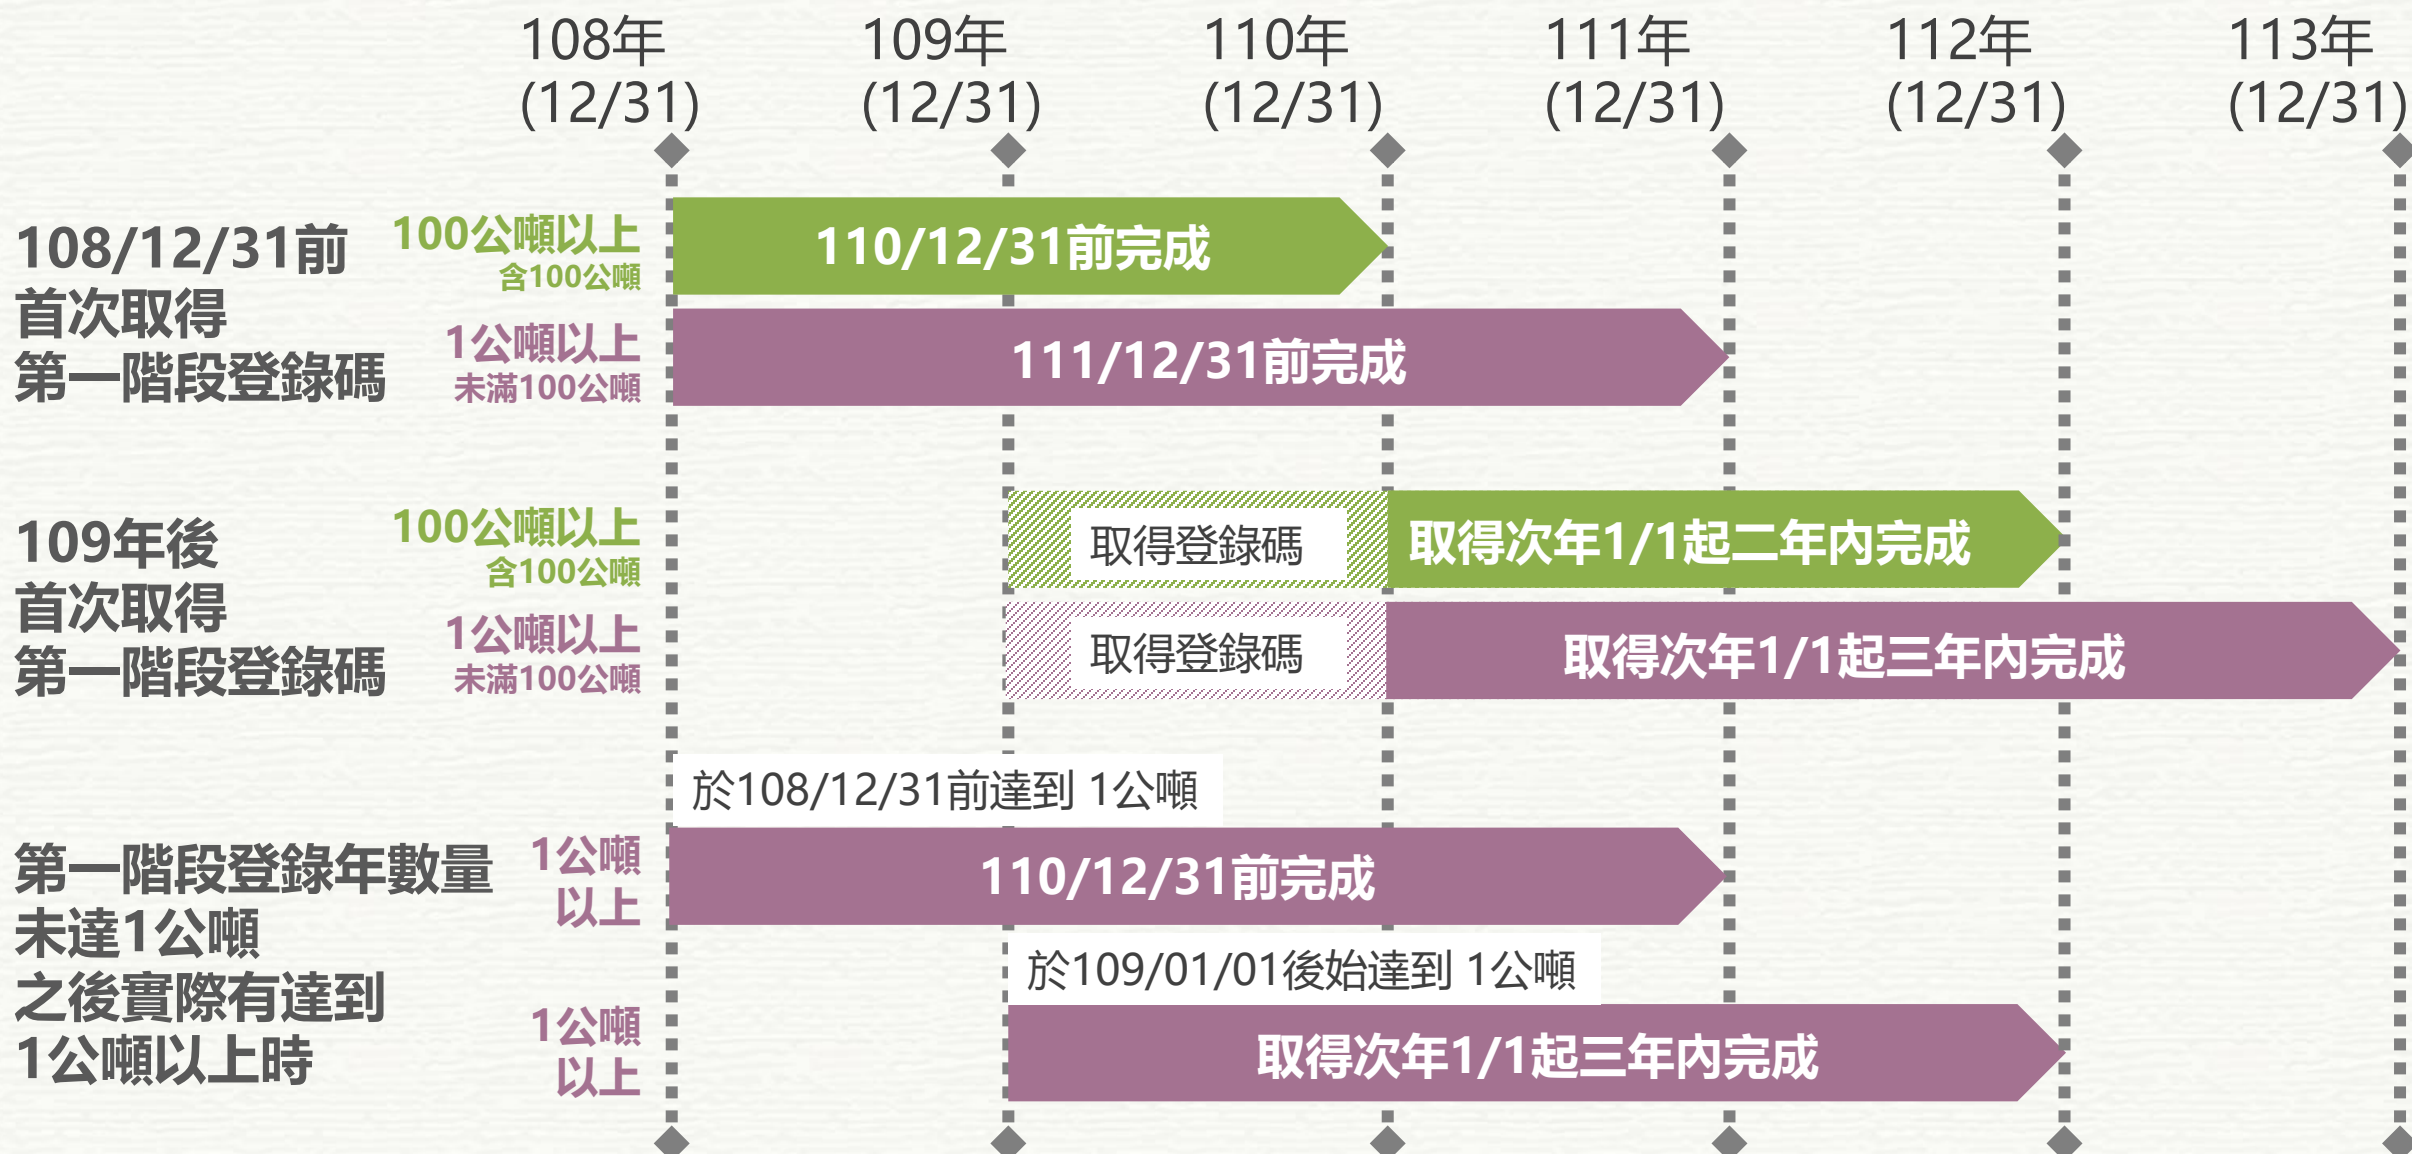 108年 109年 110年 111年 112年 113年
(12/31) (12/31) (12/31) (12/31) (12/31) (12/31)
108/12/31前
首次取得
第一階段登錄碼
100公噸以上
含100公噸
110/12/31前完成
1公噸以上
未滿100公噸
111/12/31前完成
109年後
首次取得
第一階段登錄碼
100公噸以上
含100公噸
取得登錄碼
取得次年1/1起二年內完成
1公噸以上
未滿100公噸
取得登錄碼
取得次年1/1起三年內完成
第一階段登錄年數量
未達1公噸
之後實際有達到
1公噸以上時
於108/12/31前達到 1公噸
1公噸
以上
110/12/31前完成
於109/01/01後始達到 1公噸
1公噸
以上
取得次年1/1起三年內完成